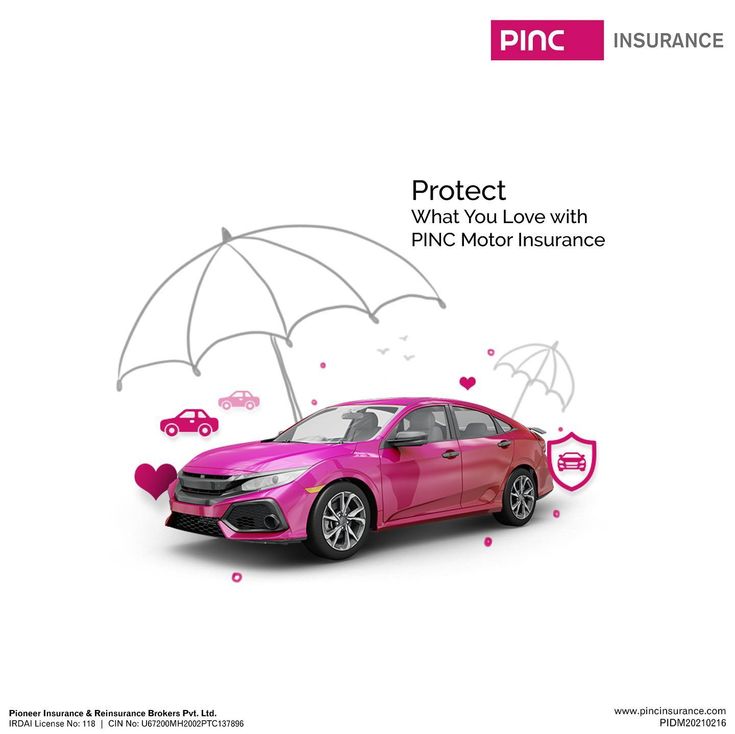 PINC INSURANCE
Protect
What You Love with
PINC Motor Insurance
Pioneer Insurance & Reinsurance Brokers Pvt. Ltd.
IRDAI License No: 118 | CIN No: U67200MH2002PTC137896
www.pincinsurance.com
PIDM20210216